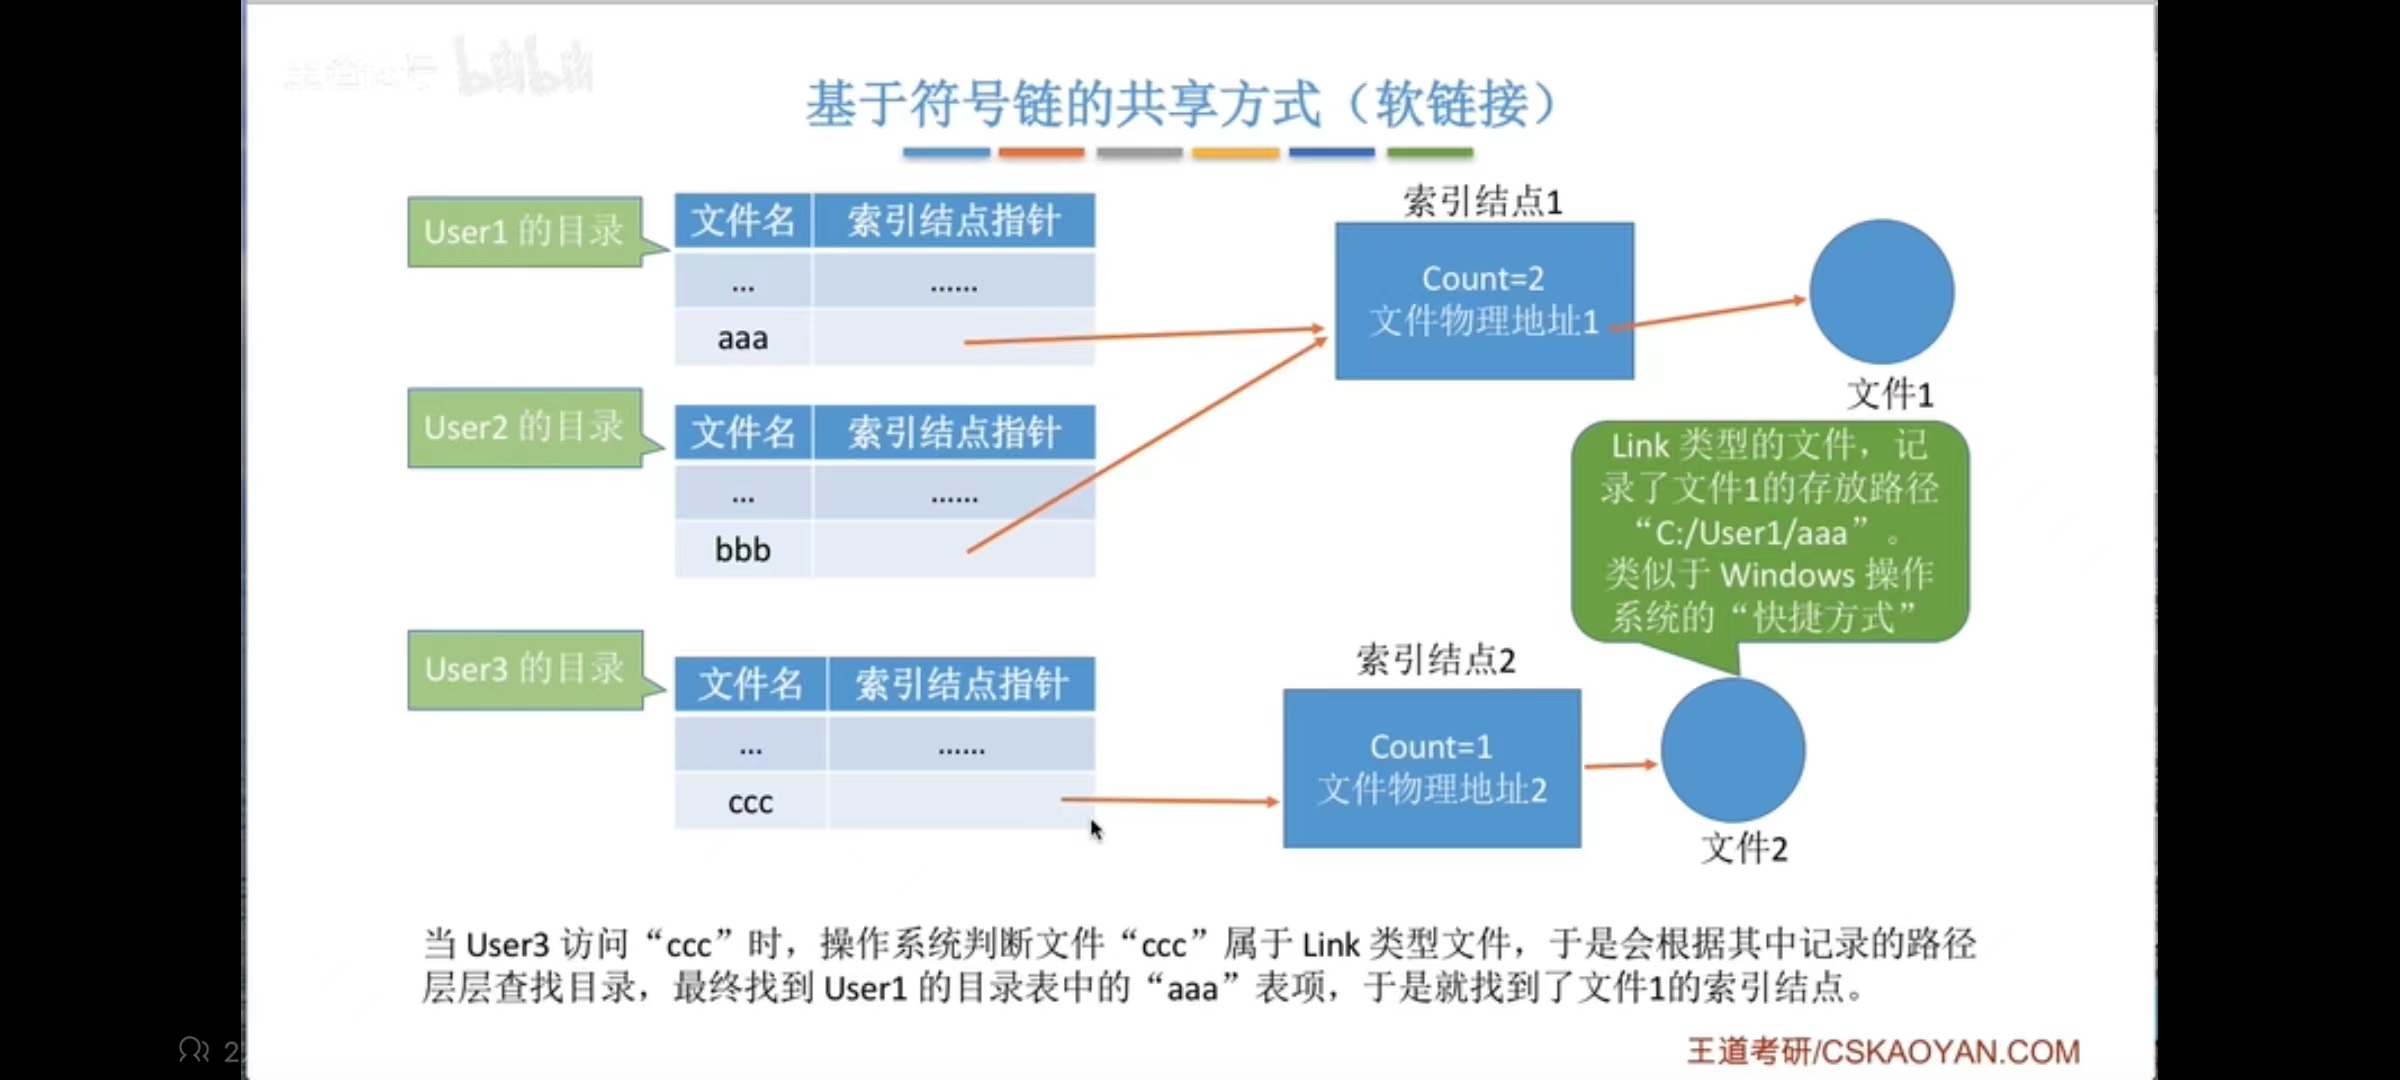 bilibili
基于符号链的共享方式（软链接）
User1 的目录
文件名 索引结点指针
... ......
aaa
索引结点1
Count=2
文件物理地址1
文件1
User2 的目录
文件名 索引结点指针
... ......
bbb
Link 类型的文件，记
录了文件1的存放路径
“C:/User1/aaa”。
类似于 Windows 操作
系统的“快捷方式”
User3 的目录
文件名 索引结点指针
... ......
ccc
索引结点2
Count=1
文件物理地址2
文件2
当 User3 访问“ccc”时，操作系统判断文件“ccc”属于 Link 类型文件，于是会根据其中记录的路径
层层查找目录，最终找到 User1 的目录表中的“aaa”表项，于是就找到了文件1的索引结点。
王道考研/CSKAOYAN.COM